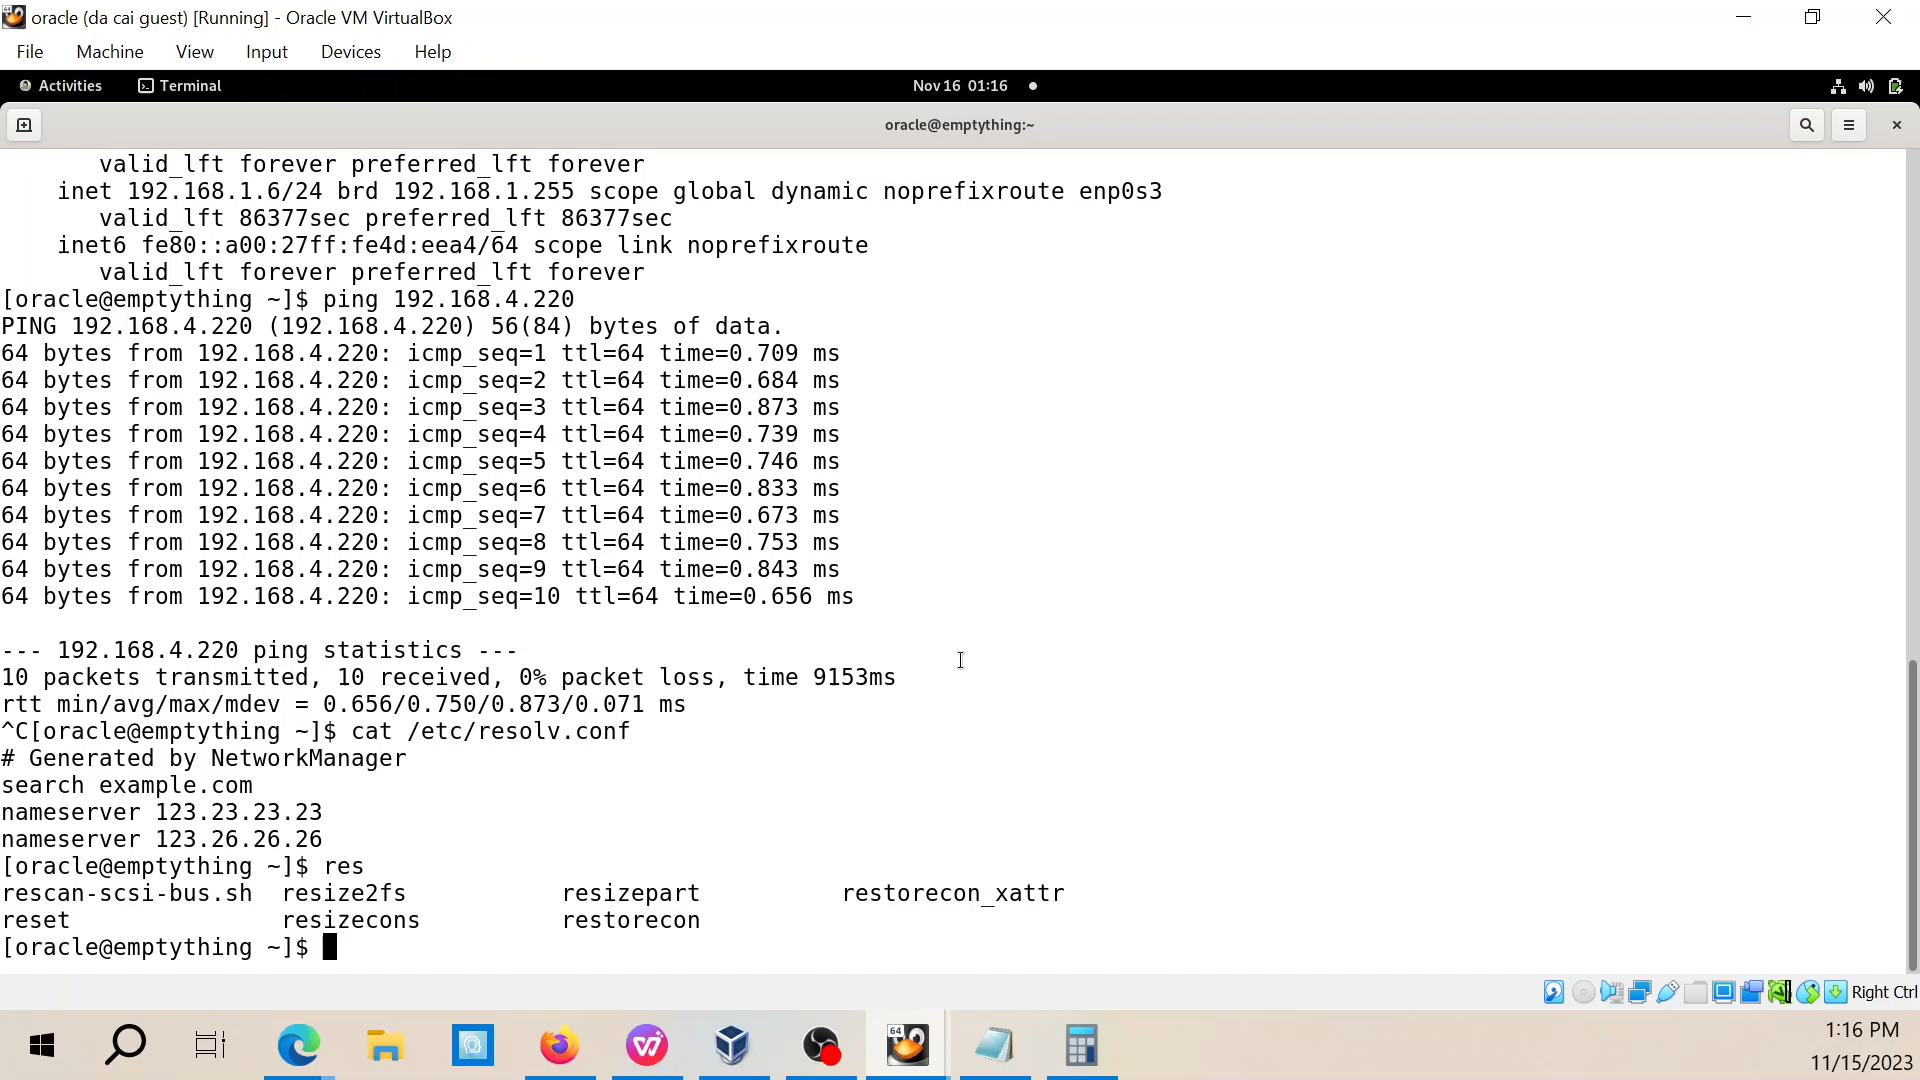 oracle (da cai guest) [Running] - Oracle VM VirtualBox
File Machine View Input Devices Help
Activities Terminal Nov 16 01:16
oracle@emptything:~
valid_lft forever preferred_lft forever
inet 192.168.1.6/24 brd 192.168.1.255 scope global dynamic noprefixroute enp0s3
valid_lft 86377sec preferred_lft 86377sec
inet6 fe80::a00:27ff:fe4d:eea4/64 scope link noprefixroute
valid_lft forever preferred_lft forever
[oracle@emptything ~]$ ping 192.168.4.220
PING 192.168.4.220 (192.168.4.220) 56(84) bytes of data.
64 bytes from 192.168.4.220: icmp_seq=1 ttl=64 time=0.709 ms
64 bytes from 192.168.4.220: icmp_seq=2 ttl=64 time=0.684 ms
64 bytes from 192.168.4.220: icmp_seq=3 ttl=64 time=0.873 ms
64 bytes from 192.168.4.220: icmp_seq=4 ttl=64 time=0.739 ms
64 bytes from 192.168.4.220: icmp_seq=5 ttl=64 time=0.746 ms
64 bytes from 192.168.4.220: icmp_seq=6 ttl=64 time=0.833 ms
64 bytes from 192.168.4.220: icmp_seq=7 ttl=64 time=0.673 ms
64 bytes from 192.168.4.220: icmp_seq=8 ttl=64 time=0.753 ms
64 bytes from 192.168.4.220: icmp_seq=9 ttl=64 time=0.843 ms
64 bytes from 192.168.4.220: icmp_seq=10 ttl=64 time=0.656 ms
--- 192.168.4.220 ping statistics ---
10 packets transmitted, 10 received, 0% packet loss, time 9153ms
rtt min/avg/max/mdev = 0.656/0.750/0.873/0.071 ms
^C[oracle@emptything ~]$ cat /etc/resolv.conf
# Generated by NetworkManager
search example.com
nameserver 123.23.23.23
nameserver 123.26.26.26
[oracle@emptything ~]$ res
rescan-scsi-bus.sh resize2fs resizepart restorecon_xattr
reset resizecons restorecon
[oracle@emptything ~]$
Right Ctrl
64
1:16 PM
11/15/2023